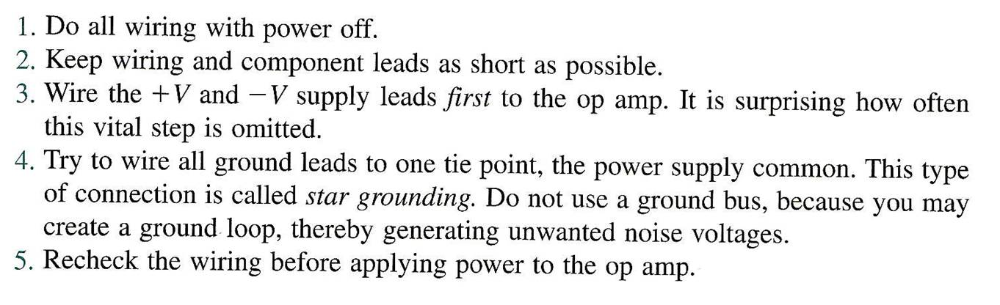 1. Do all wiring with power off.
2. Keep wiring and component leads as short as possible.
3. Wire the +V and −V supply leads first to the op amp. It is surprising how often
this vital step is omitted.
4. Try to wire all ground leads to one tie point, the power supply common. This type
of connection is called star grounding. Do not use a ground bus, because you may
create a ground loop, thereby generating unwanted noise voltages.
5. Recheck the wiring before applying power to the op amp.